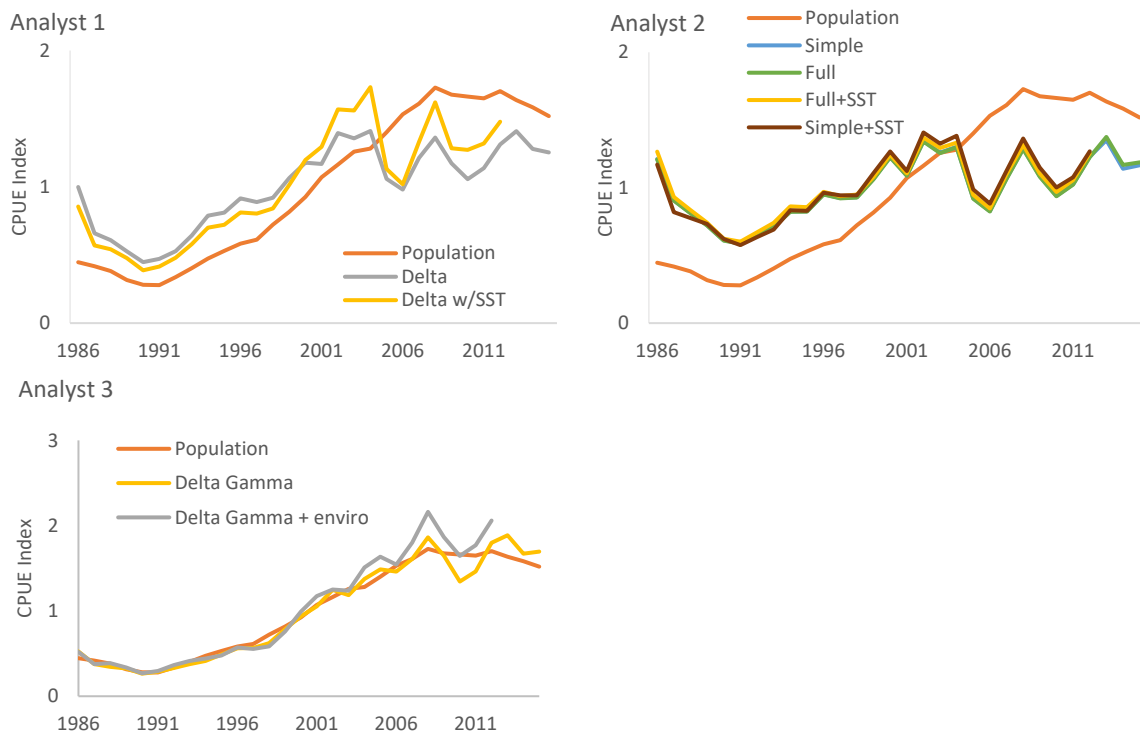 Analyst 1
2
1
0
CPUE Index
Population
Delta
Delta w/SST
1986 1991 1996 2001 2006 2011
Analyst 2
Population
Simple
Full
Full+SST
Simple+SST
2
1
0
CPUE Index
1986 1991 1996 2001 2006 2011
Analyst 3
3
2
1
0
CPUE Index
Population
Delta Gamma
Delta Gamma + enviro
1986 1991 1996 2001 2006 2011